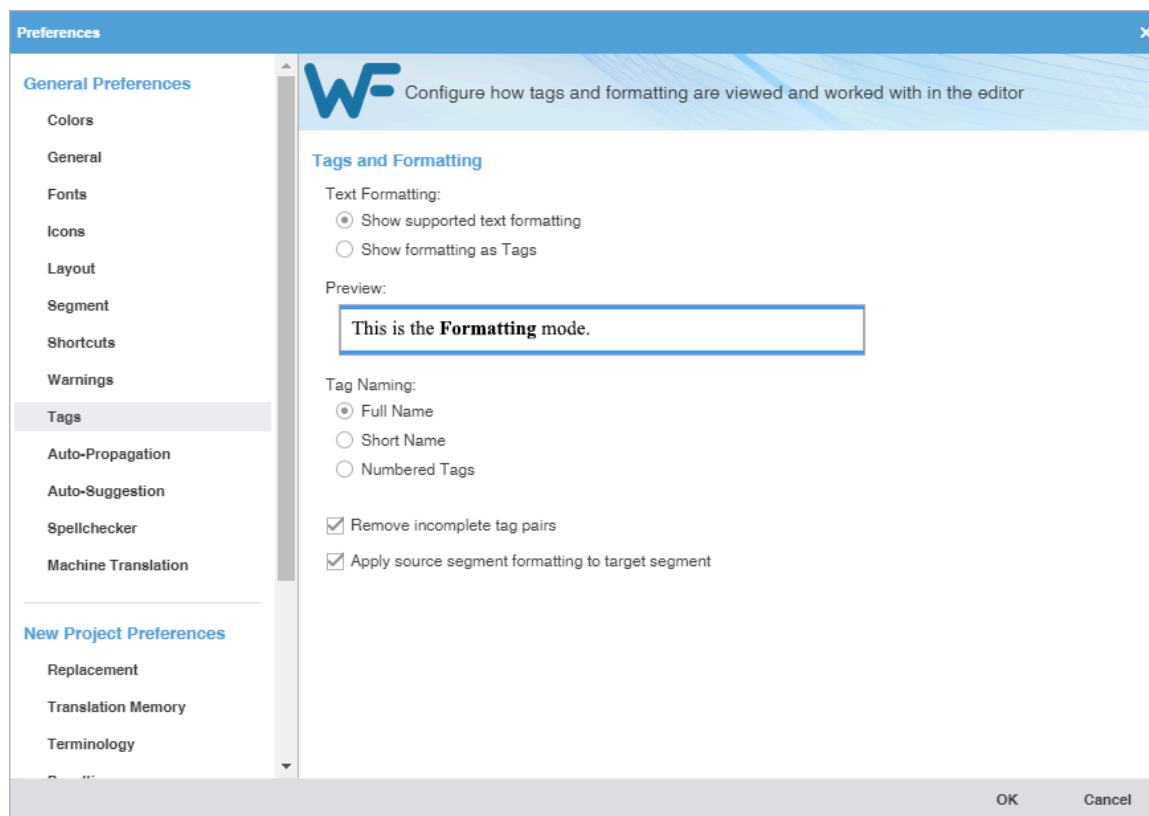 Preferences
General Preferences
Colors
General
Fonts
Icons
Layout
Segment
Shortcuts
Warnings
Tags
Auto-Propagation
Auto-Suggestion
Spellchecker
Machine Translation
New Project Preferences
Replacement
Translation Memory
Terminology
WF
Configure how tags and formatting are viewed and worked with in the editor
Tags and Formatting
Text Formatting:
Show supported text formatting
Show formatting as Tags
Preview:
This is the Formatting mode.
Tag Naming:
Full Name
Short Name
Numbered Tags
Remove incomplete tag pairs
Apply source segment formatting to target segment
OK
Cancel